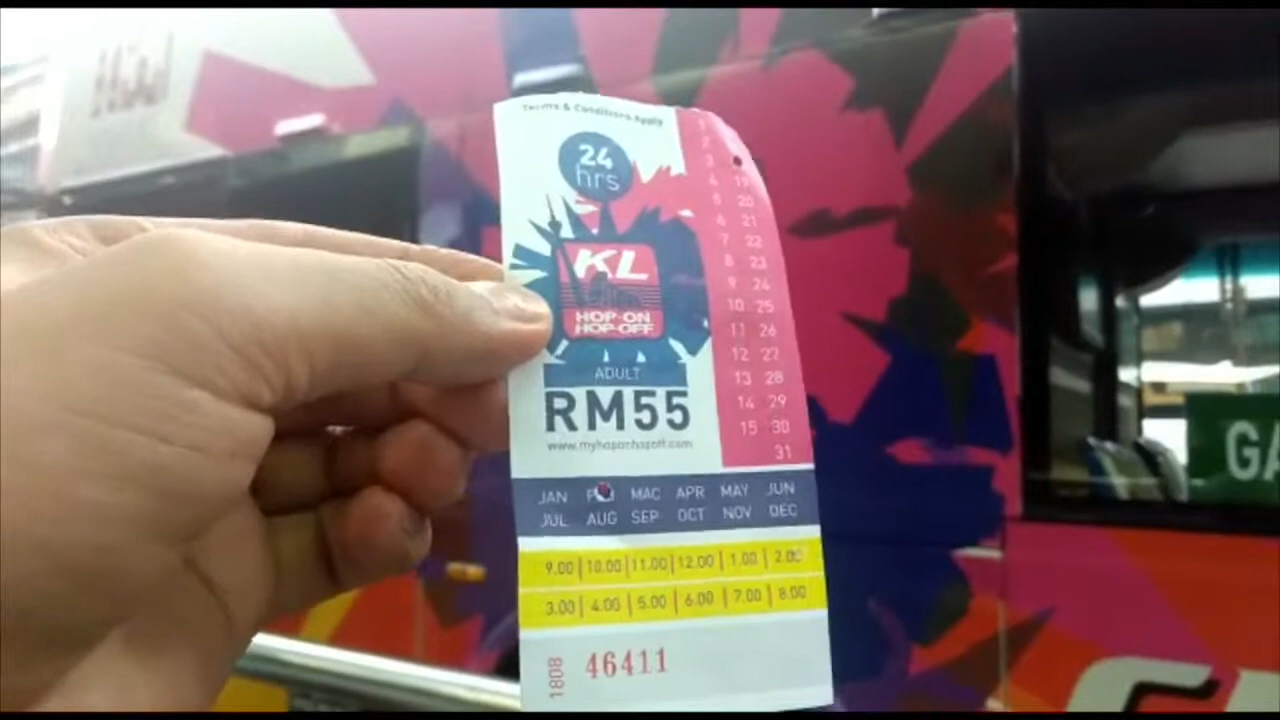 Terms & Conditions Apply
24
hrs
KL
HOP-ON
HOP-OFF
ADULT
RM55
www.myhoponhopoff.com
1
2
3
4 19
5 20
6 21
7 22
8 23
9 24
10 25
11 26
12 27
13 28
14 29
15 30
31
JAN MAC APR MAY JUN
JUL AUG SEP OCT NOV DEC
9.00 10.00 11.00 12.00 1.00 2.00
3.00 4.00 5.00 6.00 7.00 8.00
1808
46411
GA